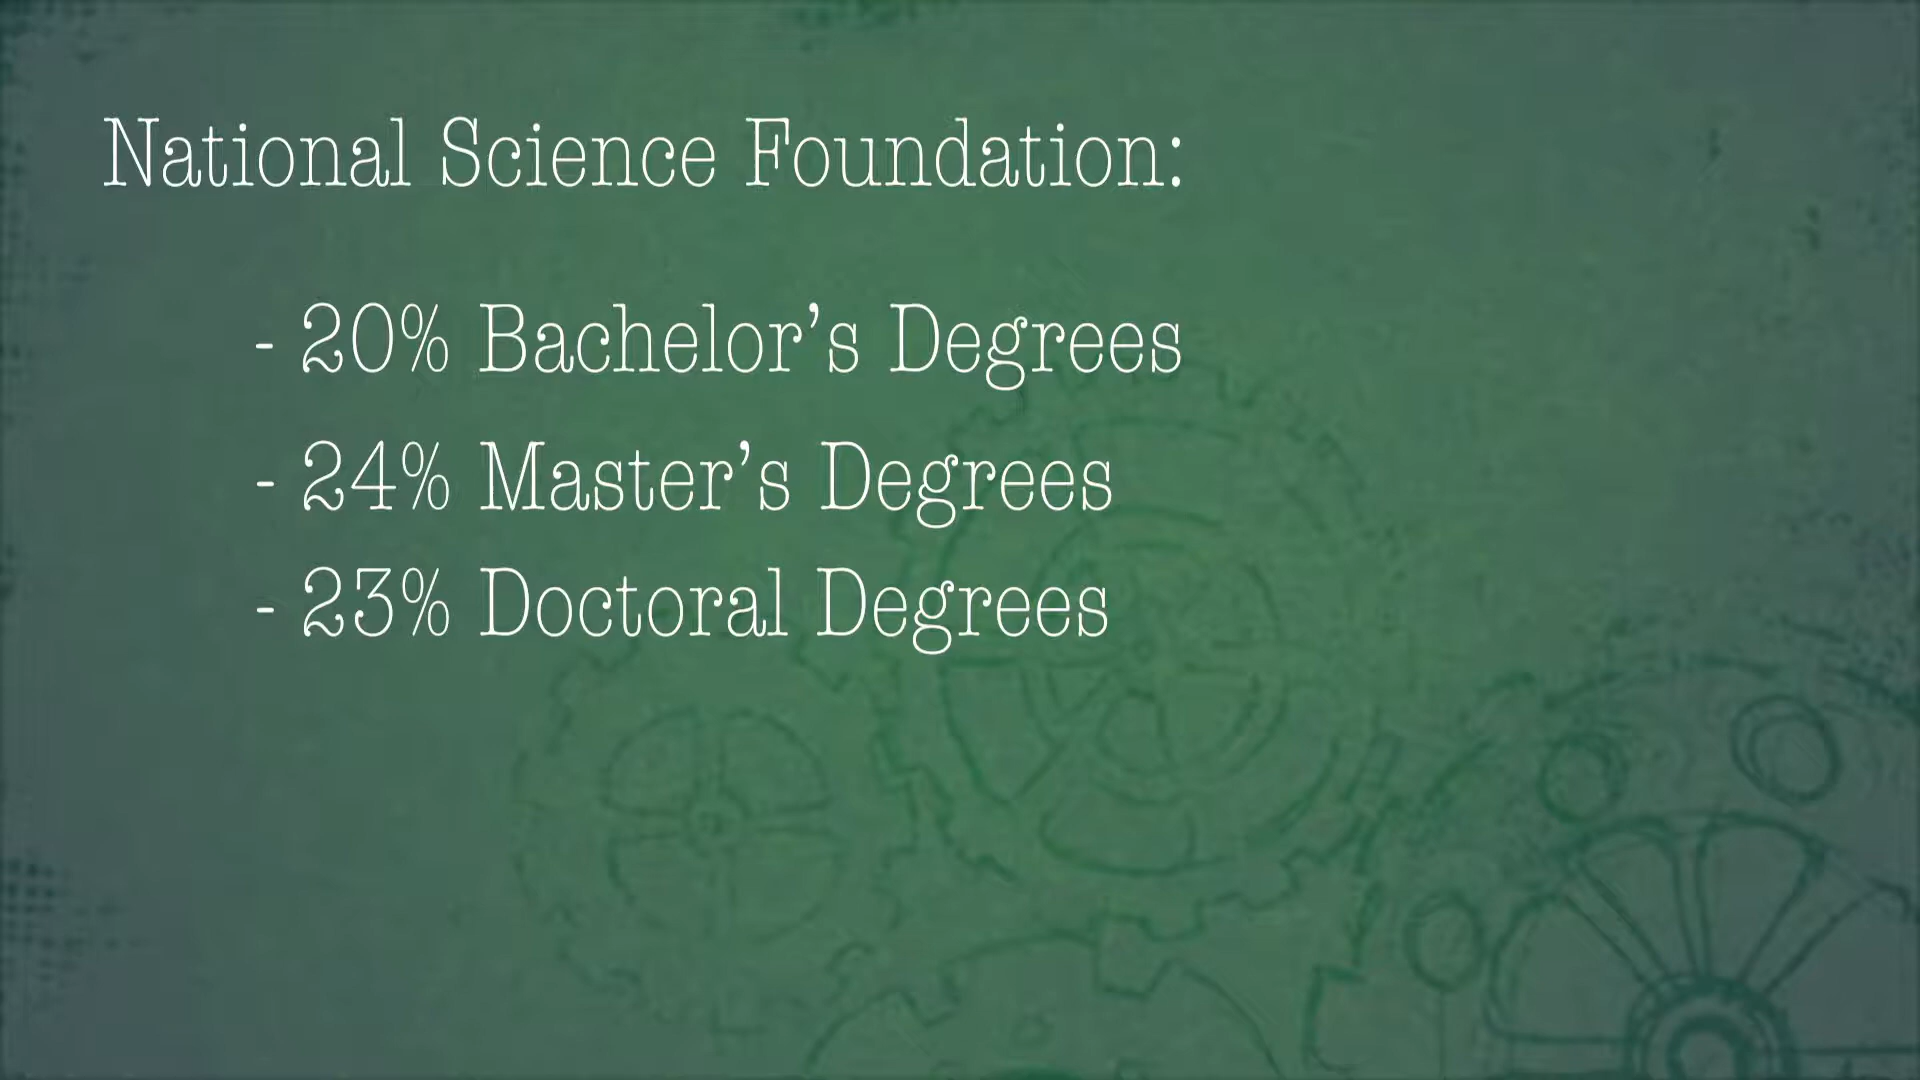 National Science Foundation:
- 20% Bachelor’s Degrees
- 24% Master’s Degrees
- 23% Doctoral Degrees